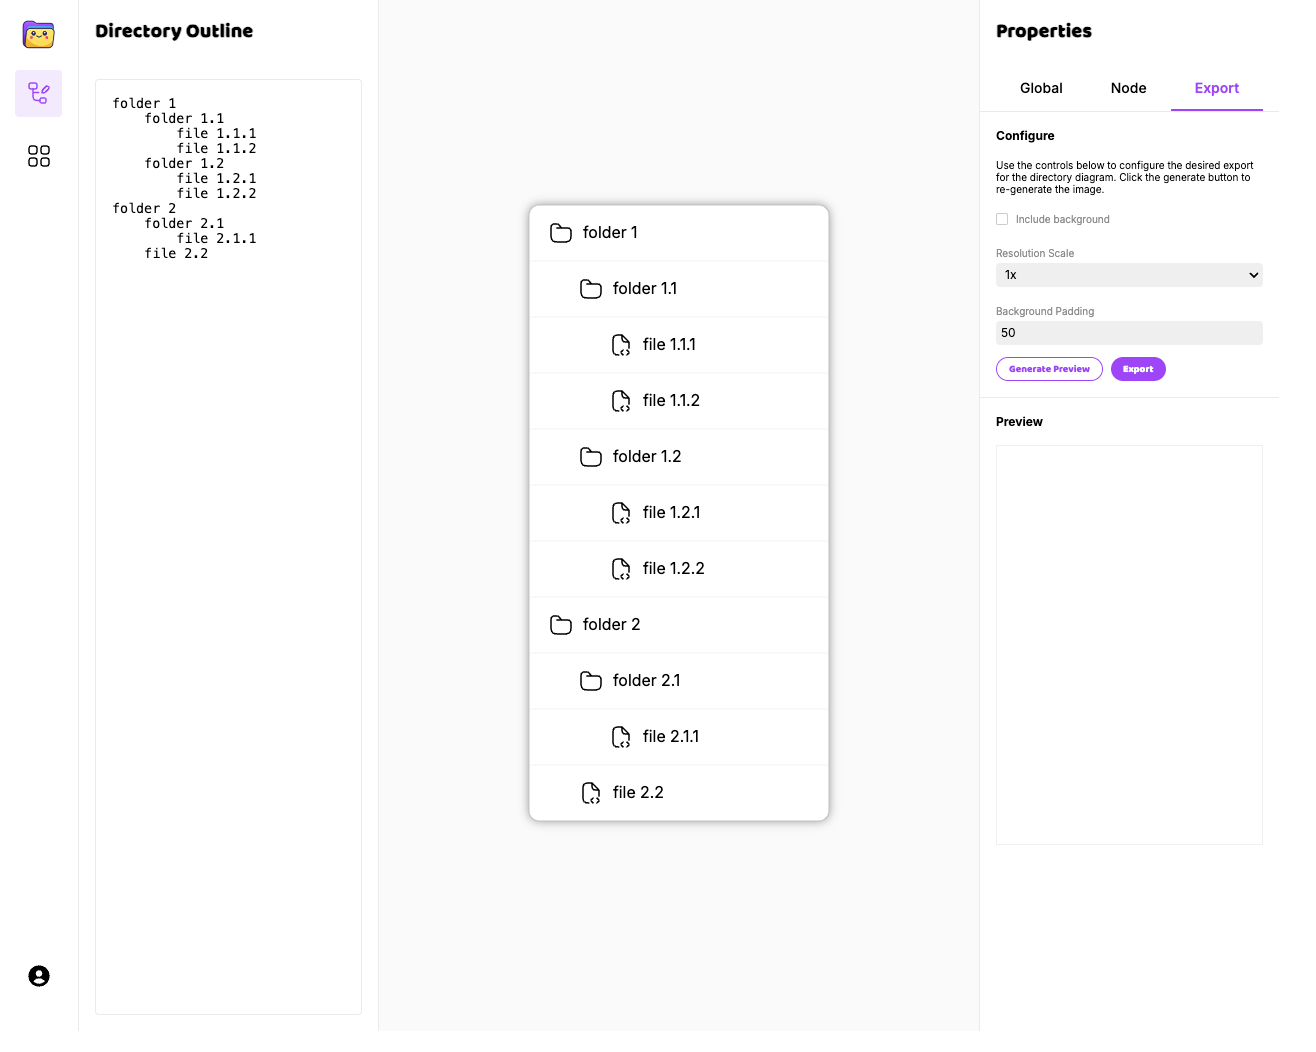 Directory Outline
folder 1
folder 1.1
file 1.1.1
file 1.1.2
folder 1.2
file 1.2.1
file 1.2.2
folder 2
folder 2.1
file 2.1.1
file 2.2
folder 1
folder 1.1
file 1.1.1
file 1.1.2
folder 1.2
file 1.2.1
file 1.2.2
folder 2
folder 2.1
file 2.1.1
file 2.2
Properties
Global Node Export
Configure
Use the controls below to configure the desired export
for the directory diagram. Click the generate button to
re-generate the image.
Include background
Resolution Scale
1x
Background Padding
50
Generate Preview Export
Preview